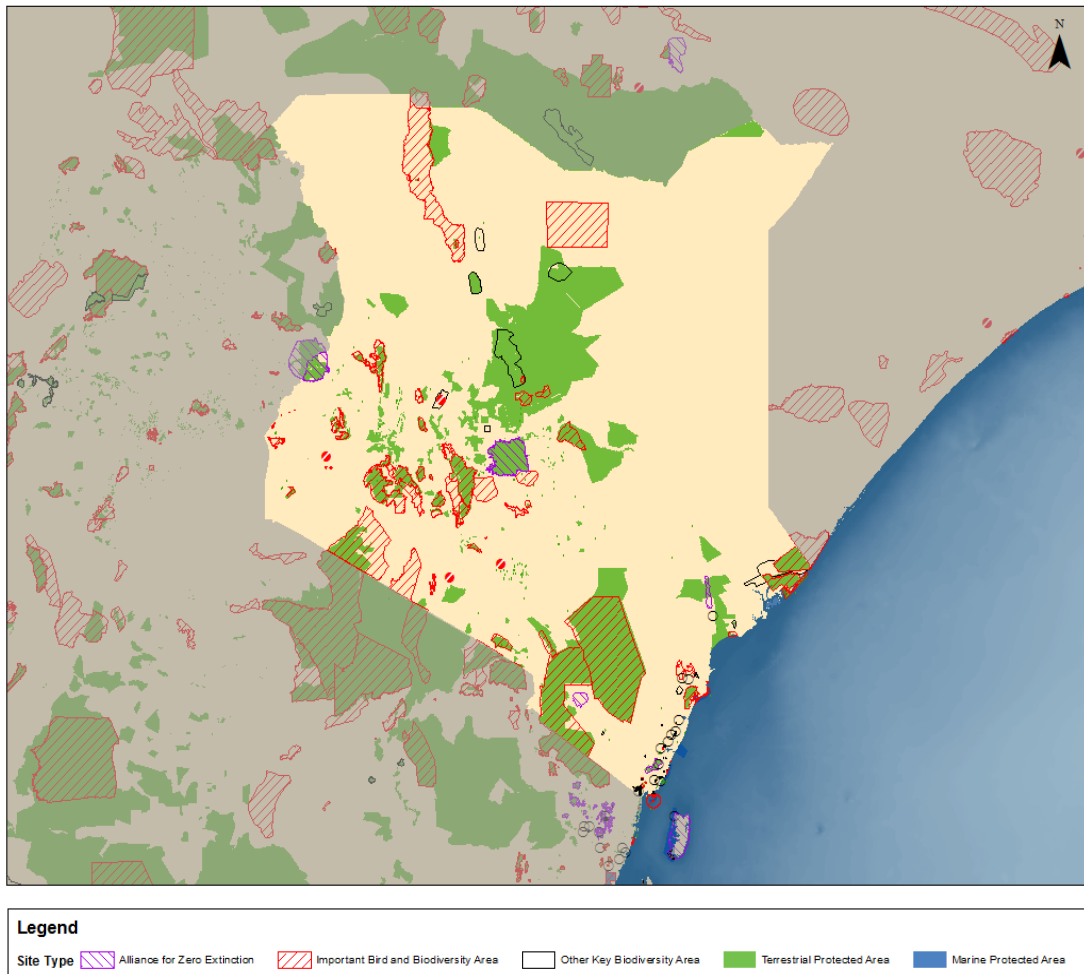 N
Legend
Site Type Alliance for Zero Extinction Important Bird and Biodiversity Area Other Key Biodiversity Area Terrestrial Protected Area Marine Protected Area